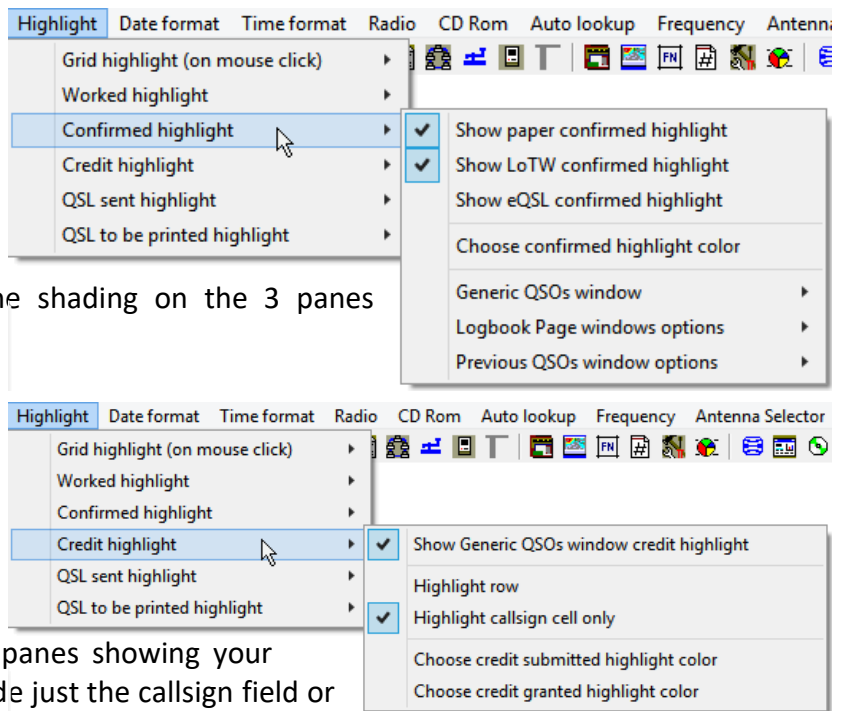 Highlight Date format Time format Radio CD Rom Auto lookup Frequency Antenna
Grid highlight (on mouse click)
Worked highlight
Confirmed highlight
Credit highlight
QSL sent highlight
QSL to be printed highlight
Show paper confirmed highlight
Show LoTW confirmed highlight
Show eQSL confirmed highlight
Choose confirmed highlight color
Generic QSOs window
Logbook Page windows options
Previous QSOs window options
FN
#
e shading on the 3 panes
Highlight Date format Time format Radio CD Rom Auto lookup Frequency Antenna Selector
FN
#
Grid highlight (on mouse click)
Worked highlight
Confirmed highlight
Credit highlight
QSL sent highlight
QSL to be printed highlight
Show Generic QSOs window credit highlight
Highlight row
Highlight callsign cell only
Choose credit submitted highlight color
Choose credit granted highlight color
panes showing your
de just the callsign field or